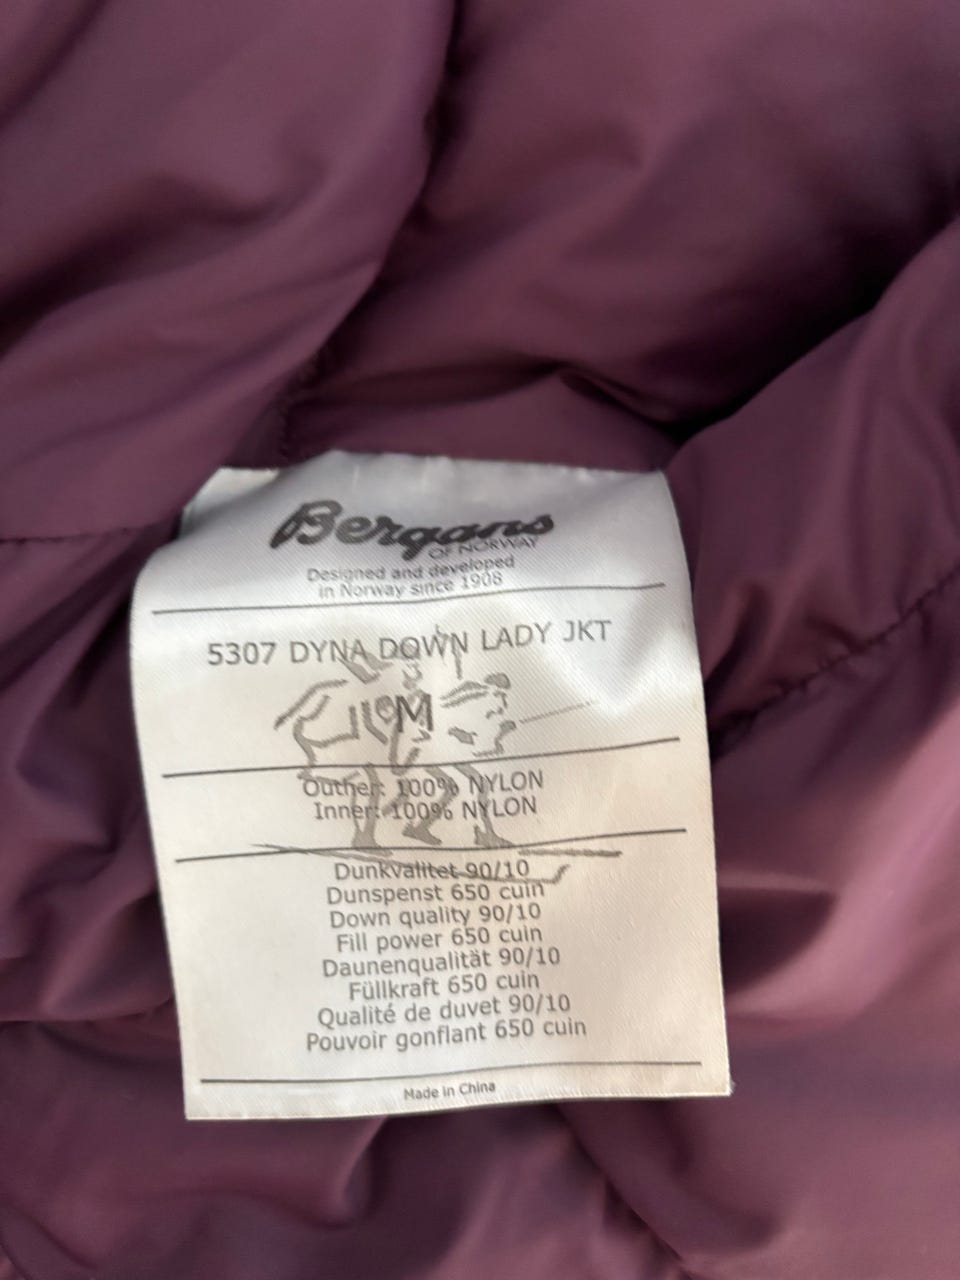 Bergans
OF NORWAY
Designed and developed
in Norway since 1908
5307 DYNA DOWN LADY JKT
M
Outher: 100% NYLON
Inner: 100% NYLON
Dunkvalitet 90/10
Dunspenst 650 cuin
Down quality 90/10
Fill power 650 cuin
Daunenqualität 90/10
Füllkraft 650 cuin
Qualité de duvet 90/10
Pouvoir gonflant 650 cuin
Made in China